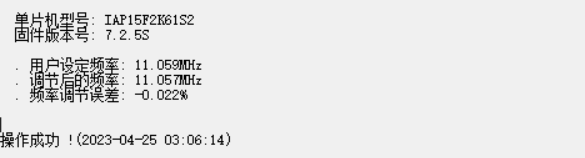 单片机型号: IAP15F2K61S2
固件版本号: 7.2.5S
. 用户设定频率: 11.059MHz
. 调节后的频率: 11.057MHz
. 频率调节误差: -0.022%
操作成功 !(2023-04-25 03:06:14)